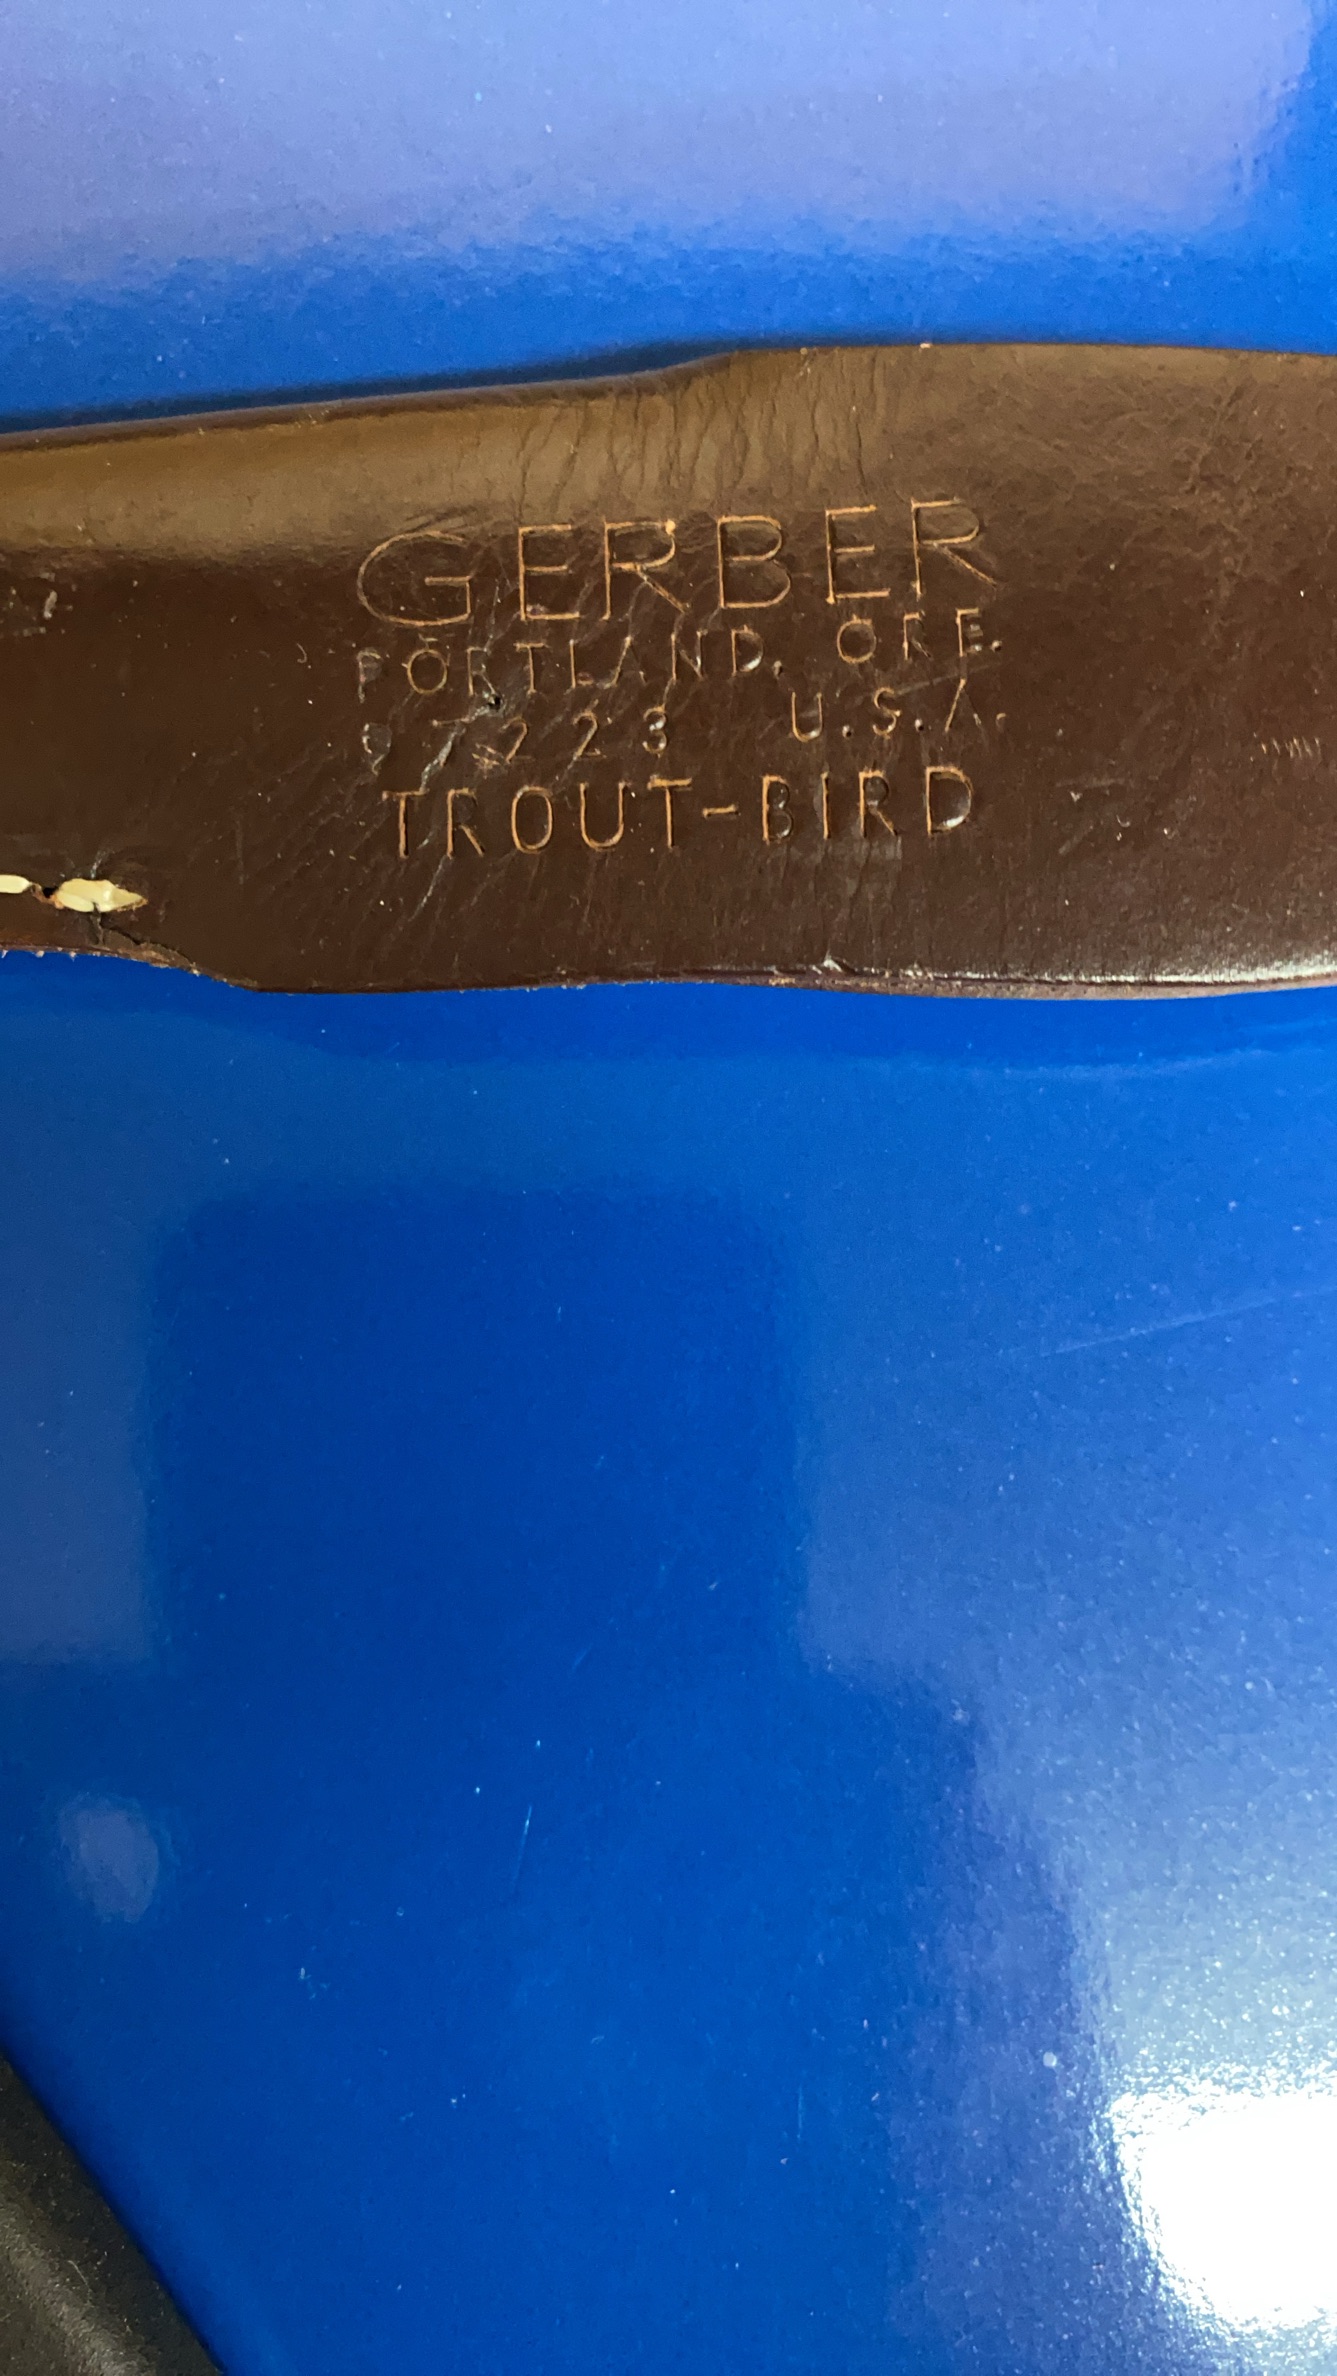 GERBER
PORTLAND, ORE.
97223 U.S.A.
TROUT-BIRD